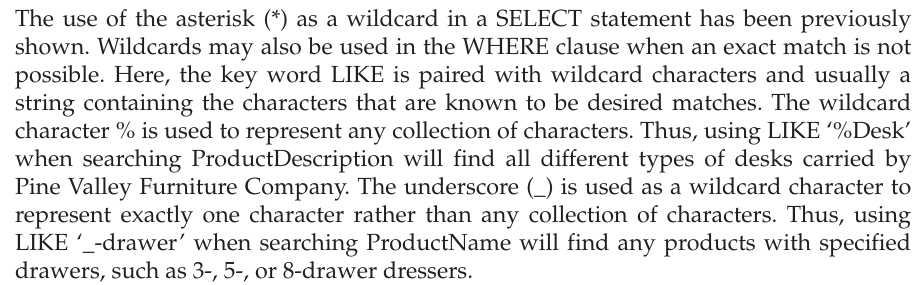 The use of the asterisk (*) as a wildcard in a SELECT statement has been previously
shown. Wildcards may also be used in the WHERE clause when an exact match is not
possible. Here, the key word LIKE is paired with wildcard characters and usually a
string containing the characters that are known to be desired matches. The wildcard
character % is used to represent any collection of characters. Thus, using LIKE ‘%Desk’
when searching ProductDescription will find all different types of desks carried by
Pine Valley Furniture Company. The underscore (_) is used as a wildcard character to
represent exactly one character rather than any collection of characters. Thus, using
LIKE ‘_-drawer’ when searching ProductName will find any products with specified
drawers, such as 3-, 5-, or 8-drawer dressers.